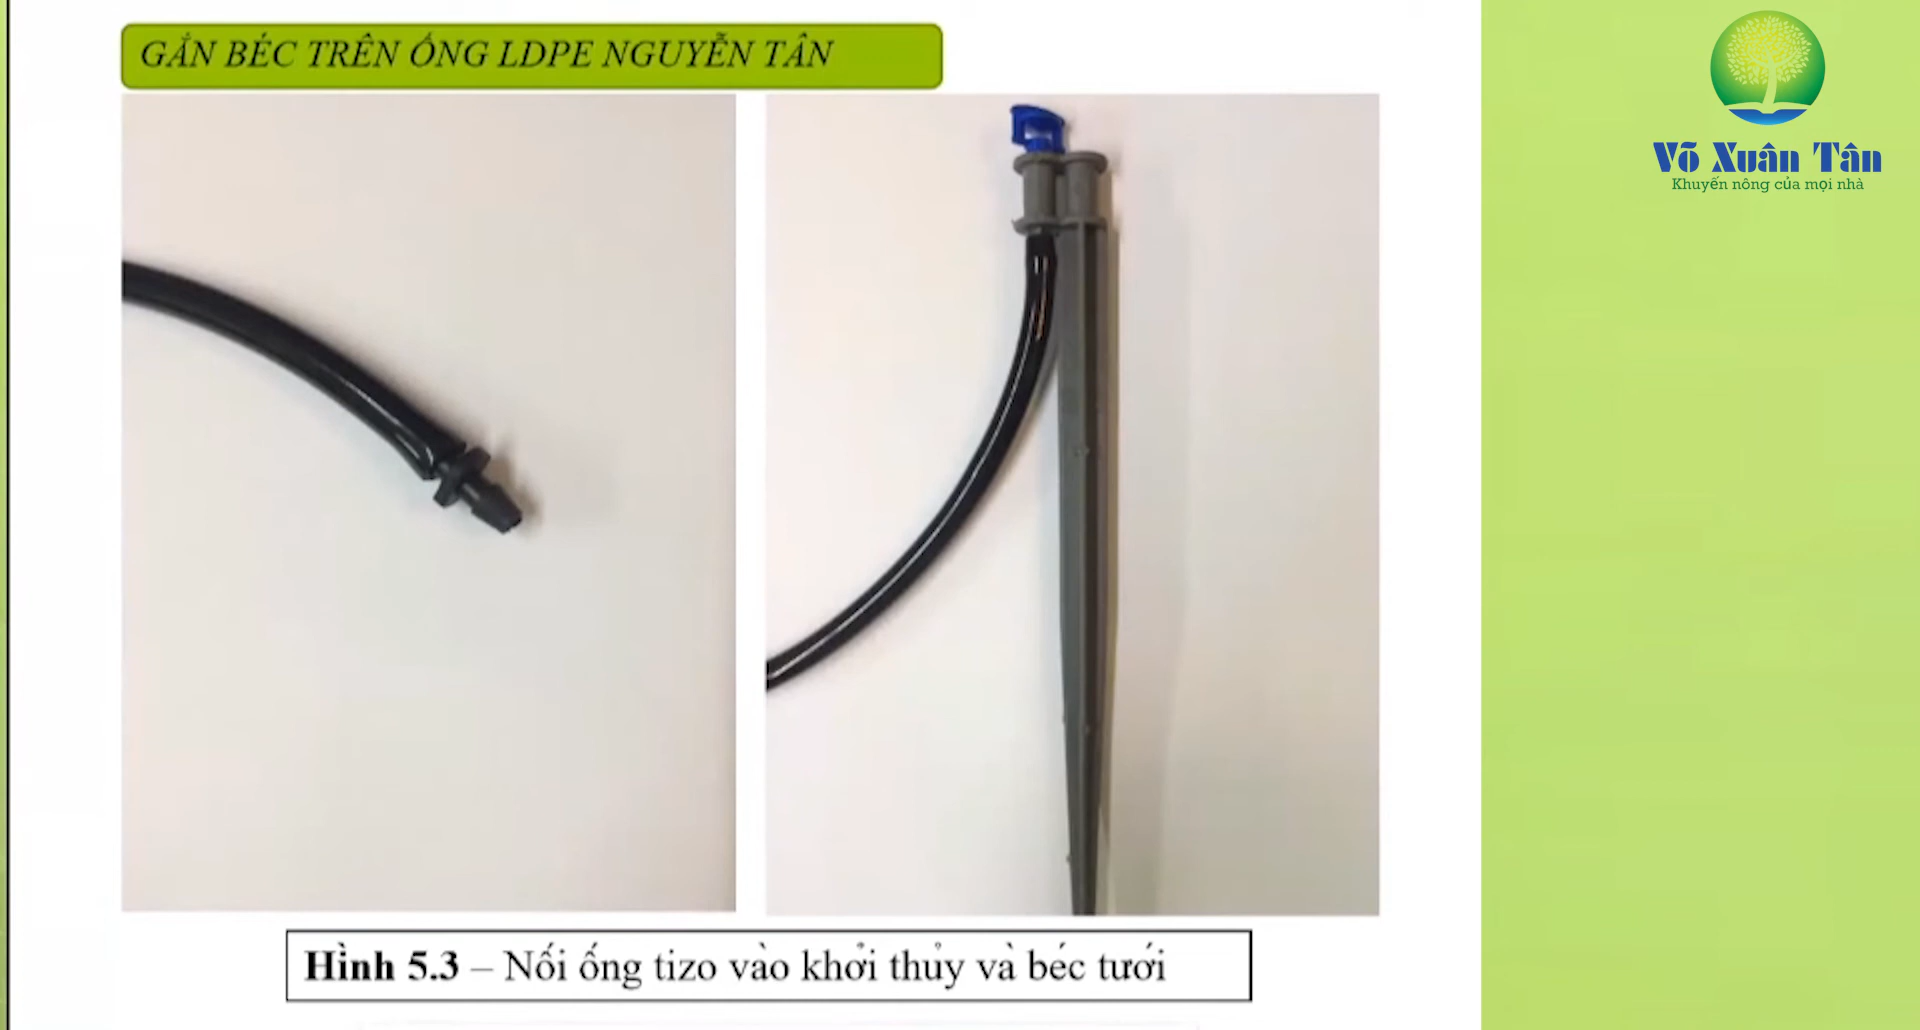 GẮN BÉC TRÊN ỐNG LDPE NGUYỄN TÂN
Võ Xuân Tân
Khuyến nông của mọi nhà
Hình 5.3 – Nối ống tizo vào khởi thủy và béc tưới